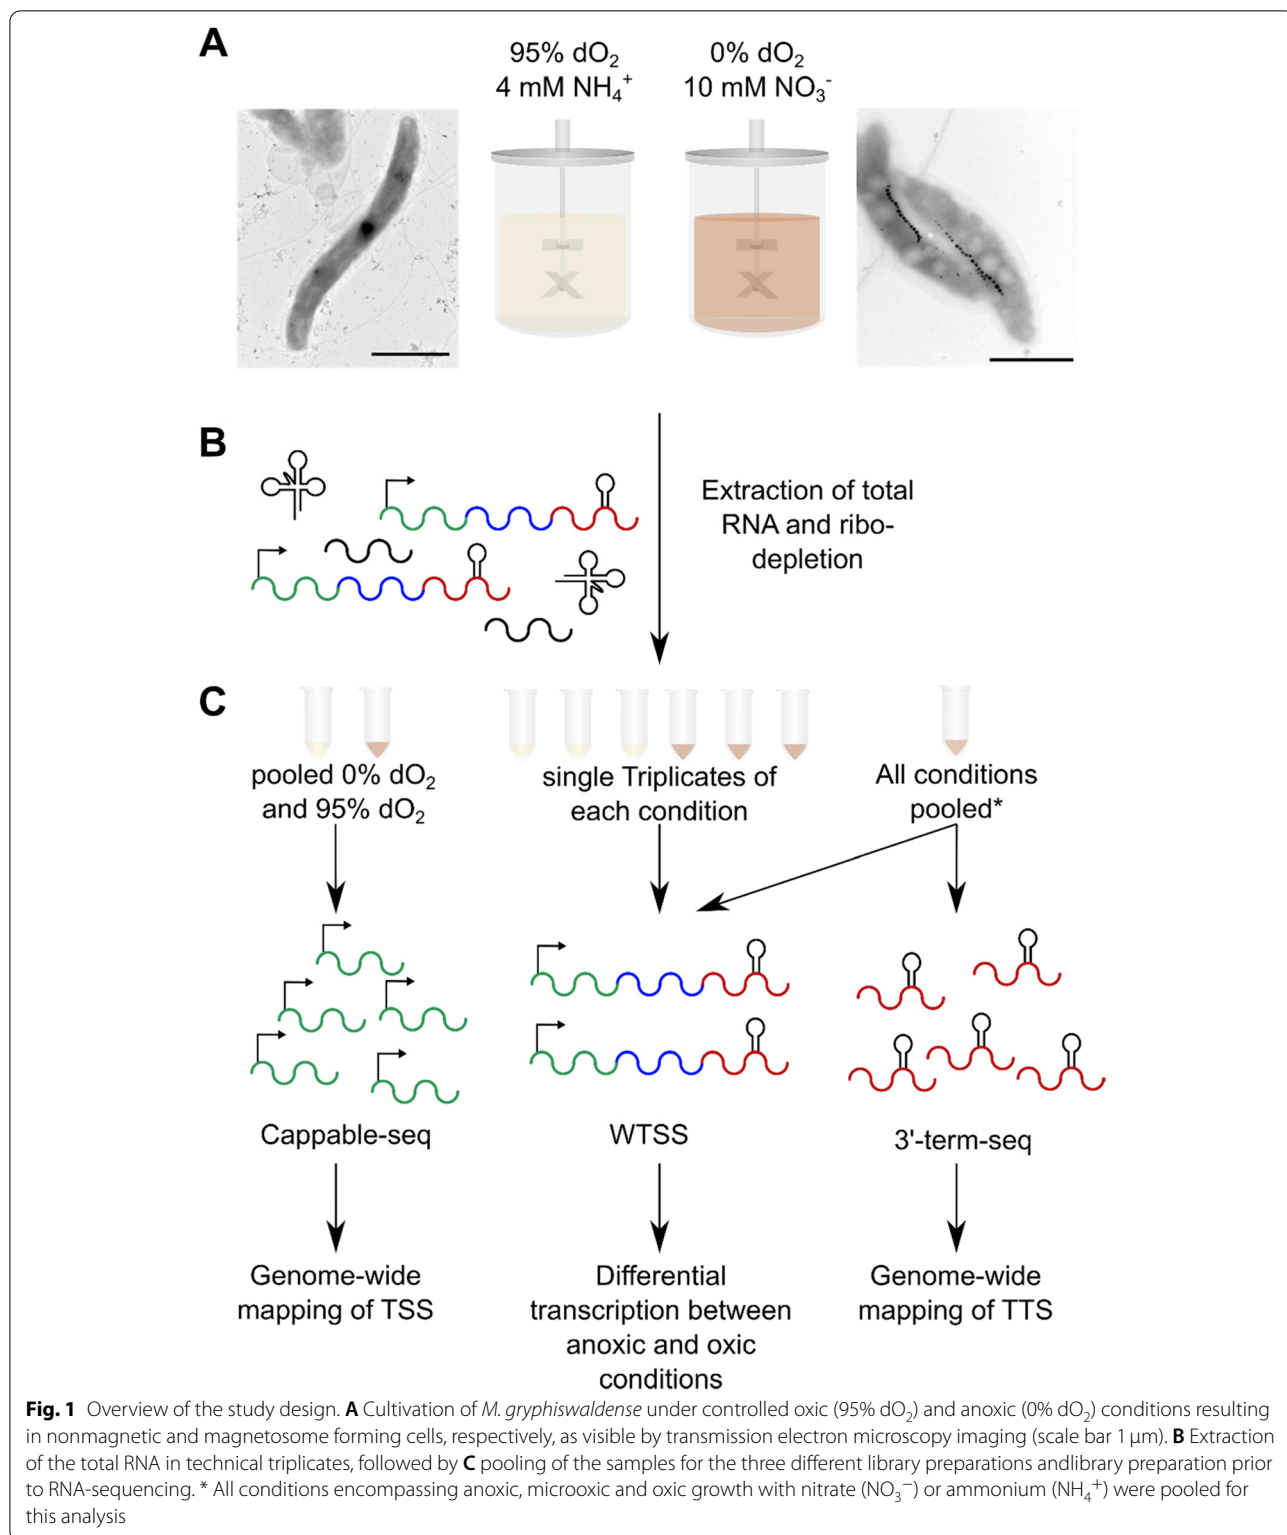 A
95% dO₂
4 mM NH₄⁺
0% dO₂
10 mM NO₃⁻
B
Extraction of total
RNA and ribo-
depletion
C
pooled 0% dO₂
and 95% dO₂
single Triplicates of
each condition
All conditions
pooled*
Cappable-seq
WTSS
3'-term-seq
Genome-wide
mapping of TSS
Differential
transcription between
anoxic and oxic
conditions
Genome-wide
mapping of TTS
Fig. 1 Overview of the study design. A Cultivation of M. gryphiswaldense under controlled oxic (95% dO₂) and anoxic (0% dO₂) conditions resulting
in nonmagnetic and magnetosome forming cells, respectively, as visible by transmission electron microscopy imaging (scale bar 1 μm). B Extraction
of the total RNA in technical triplicates, followed by C pooling of the samples for the three different library preparations andlibrary preparation prior
to RNA-sequencing. * All conditions encompassing anoxic, microoxic and oxic growth with nitrate (NO₃⁻) or ammonium (NH₄⁺) were pooled for
this analysis